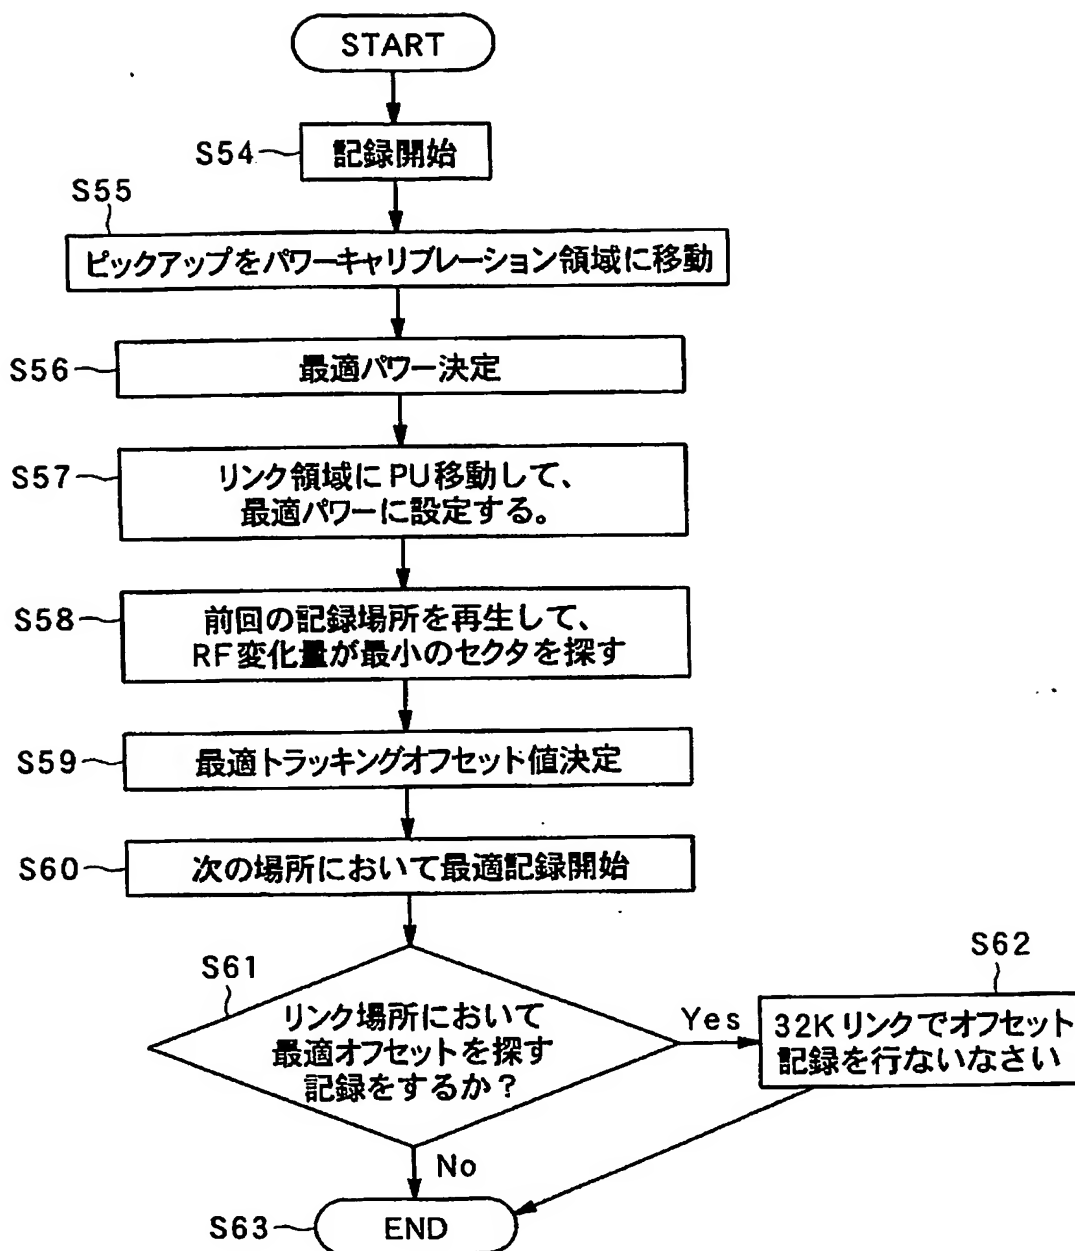 START
S54
記録開始
S55
ピックアップをパワーキャリブレーション領域に移動
S56
最適パワー決定
S57
リンク領域にPU移動して、
最適パワーに設定する。
S58
前回の記録場所を再生して、
RF変化量が最小のセクタを探す
S59
最適トラッキングオフセット値決定
S60
次の場所において最適記録開始
S61
リンク場所において
最適オフセットを探す
記録をするか?
Yes
S62
32Kリンクでオフセット
記録を行ないなさい
No
S63
END